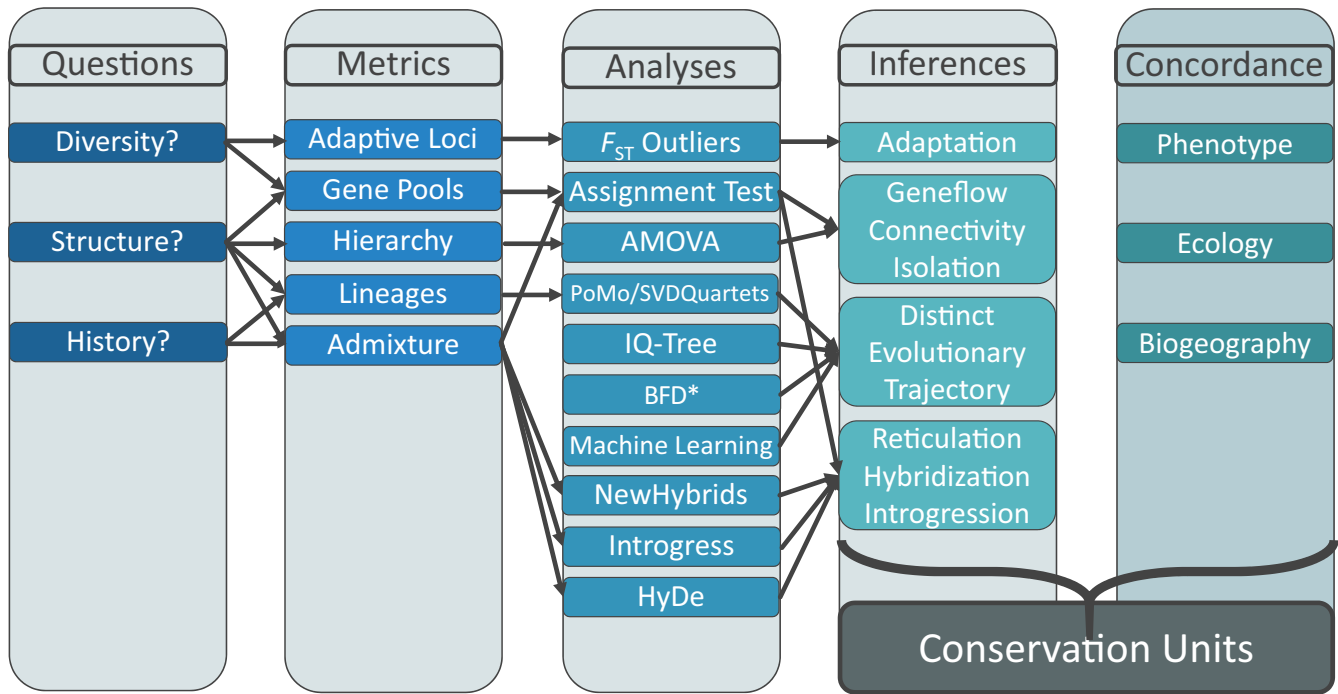 Questions
Diversity?
Structure?
History?
Metrics
Adaptive Loci
Gene Pools
Hierarchy
Lineages
Admixture
Analyses
FST Outliers
Assignment Test
AMOVA
PoMo/SVDQuartets
IQ-Tree
BFD*
Machine Learning
NewHybrids
Introgress
HyDe
Inferences
Adaptation
Geneflow
Connectivity
Isolation
Distinct
Evolutionary
Trajectory
Reticulation
Hybridization
Introgression
Concordance
Phenotype
Ecology
Biogeography
Conservation Units